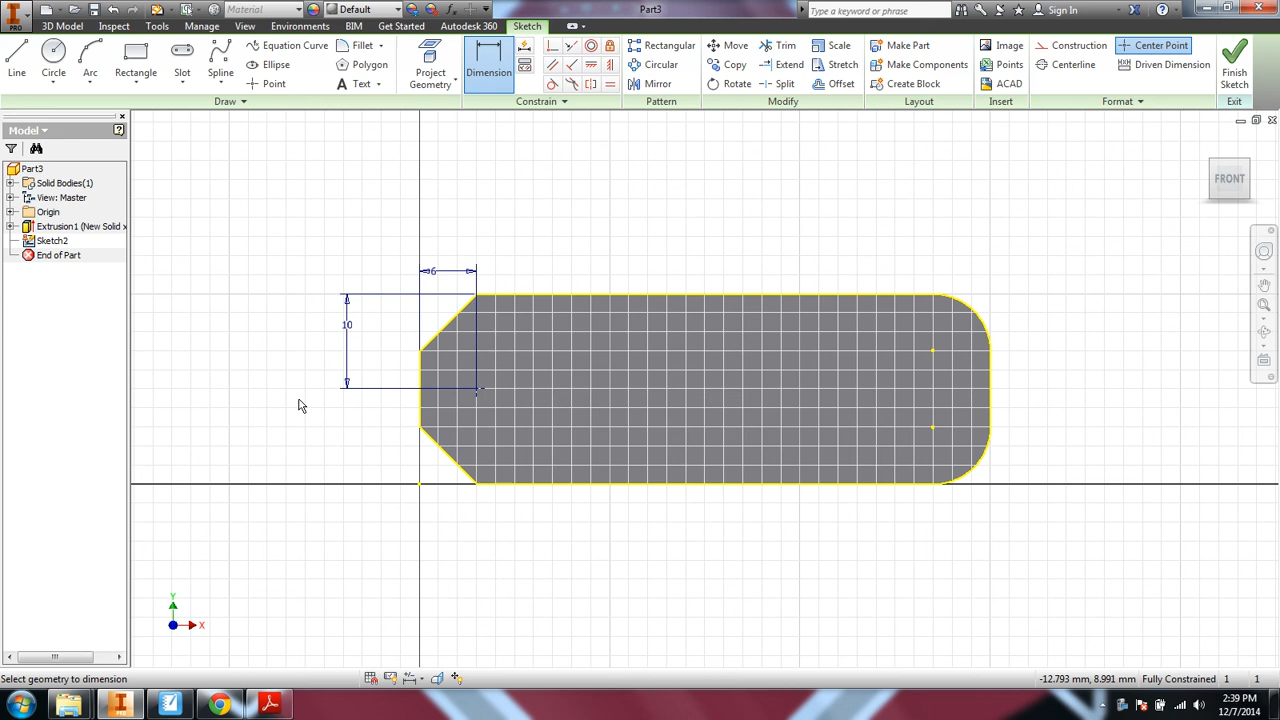 Material
Default
Part3
Type a keyword or phrase
Sign In
PRO
3D Model
Inspect
Tools
Manage
View
Environments
BIM
Get Started
Autodesk 360
Sketch
Line
Circle
Arc
Rectangle
Slot
Spline
Equation Curve
Ellipse
Point
Fillet
Polygon
Text
Project
Geometry
Dimension
Rectangular
Circular
Mirror
Move
Copy
Rotate
Trim
Extend
Split
Scale
Stretch
Offset
Make Part
Make Components
Create Block
Image
Points
ACAD
Construction
Centerline
Center Point
Driven Dimension
Finish
Sketch
Draw
Constrain
Pattern
Modify
Layout
Insert
Format
Exit
Model
Part3
Solid Bodies(1)
View: Master
Origin
Extrusion1 (New Solid x
Sketch2
End of Part
FRONT
6
10
Y
X
Select geometry to dimension
-12.793 mm, 8.991 mm
Fully Constrained
1
1
PRO
2:39 PM
12/7/2014